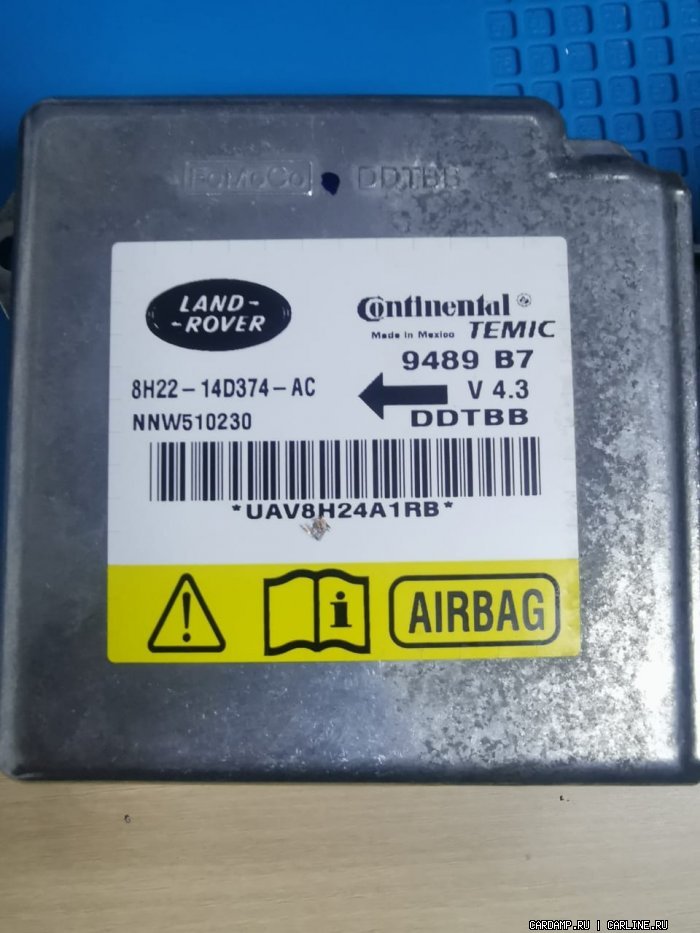 FoMoCo DDTBB
LAND-
-ROVER
Continental
Made in Mexico TEMIC
9489 B7
8H22-14D374-AC V 4.3
NNW510230 DDTBB
*UAV8H24A1RB*
i AIRBAG
CARDAMP.RU | CARLINE.RU